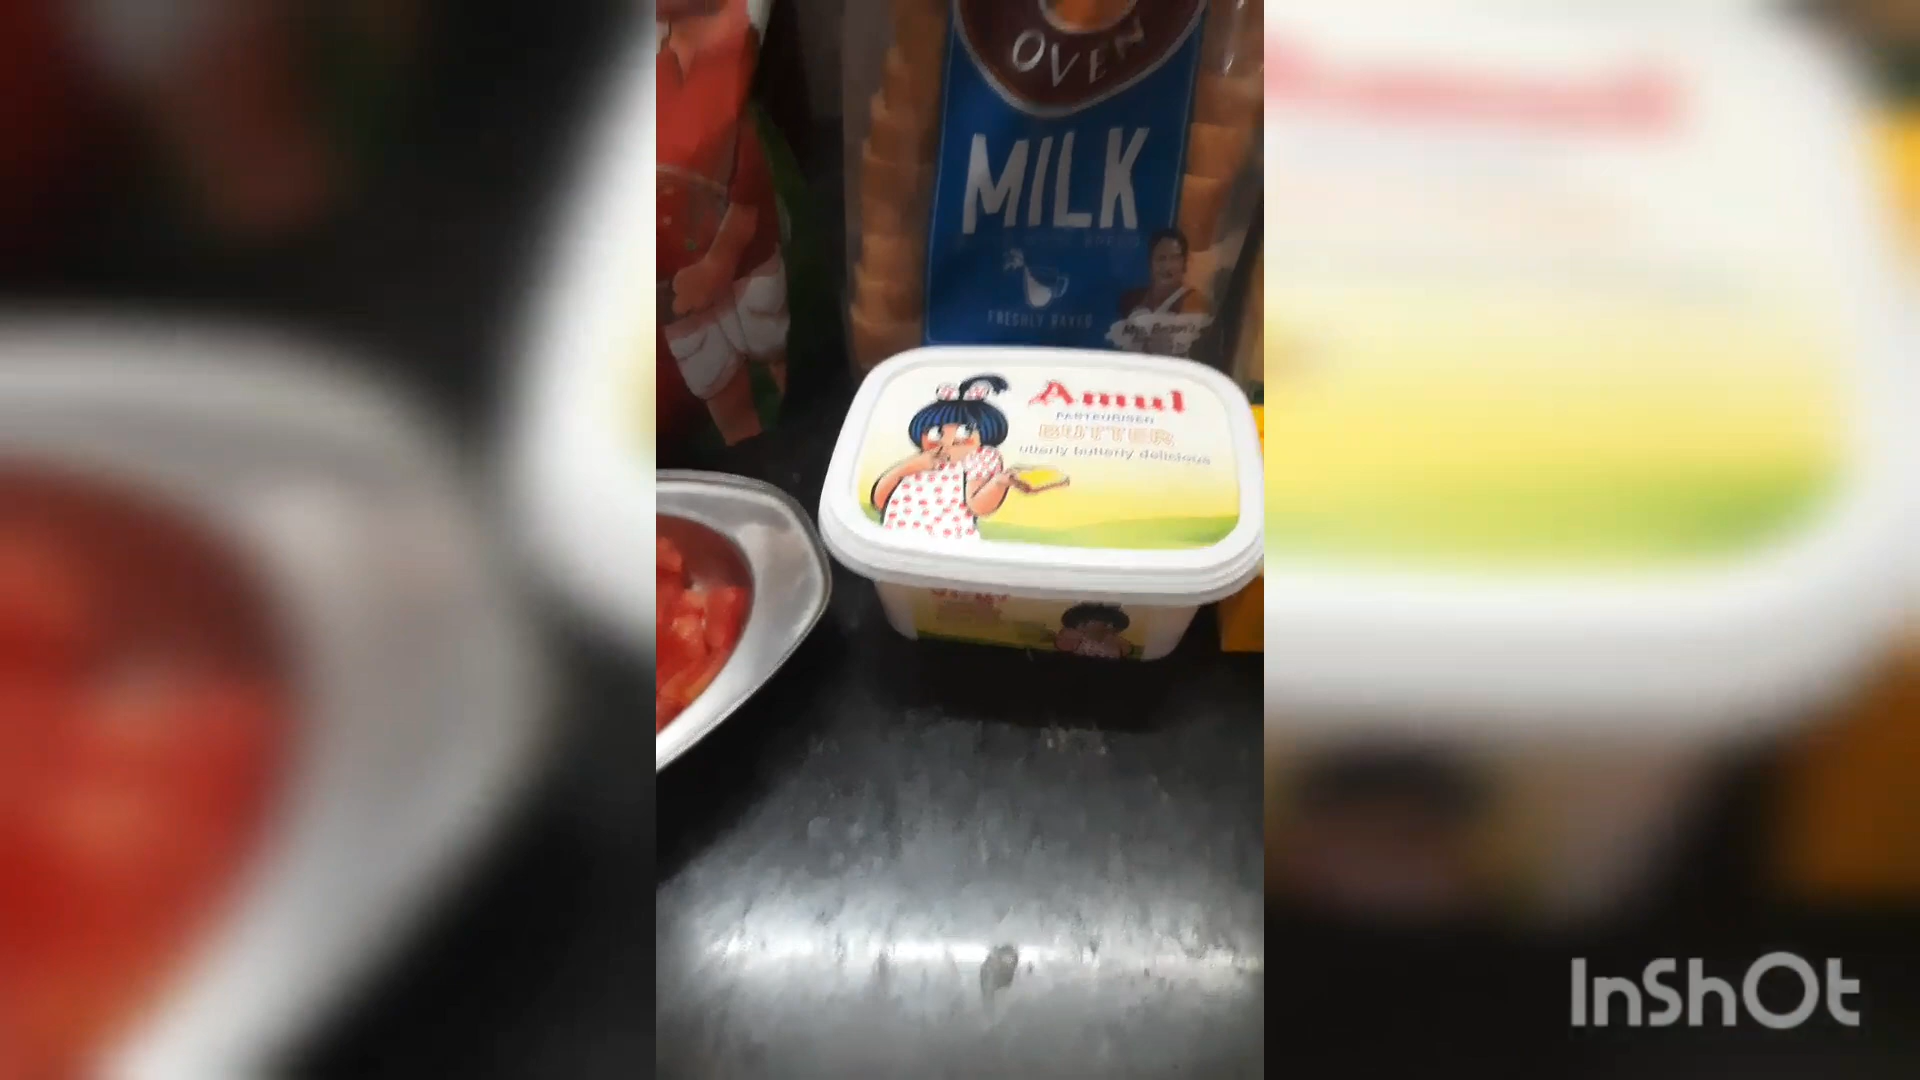 OVEN
MILK
FRESHLY BAKED
Amul
PASTEURISED
BUTTER
utterly butterly delicious
InShOt